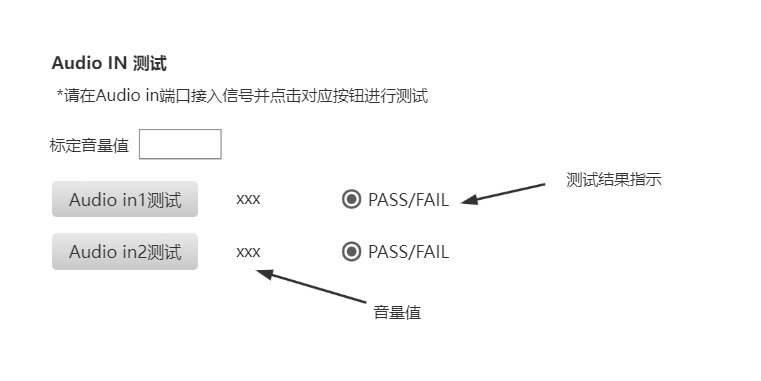 Audio IN 测试
*请在Audio in端口接入信号并点击对应按钮进行测试
标定音量值
Audio in1测试 xxx PASS/FAIL 测试结果指示
Audio in2测试 xxx PASS/FAIL
音量值